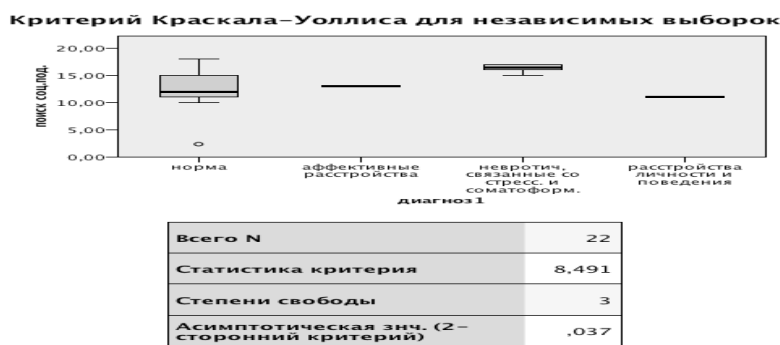 Критерий Краскала-Уоллиса для независимых выборок
поиск соц.под.
20,00
15,00
10,00
5,00
0,00
норма
аффективные
расстройства
невротич,
связанные со
стресс. и
соматоформ.
расстройства
личности и
поведения
диагноз1
Всего N 22
Статистика критерия 8,491
Степени свободы 3
Асимптотическая знч. (2-
сторонний критерий) ,037